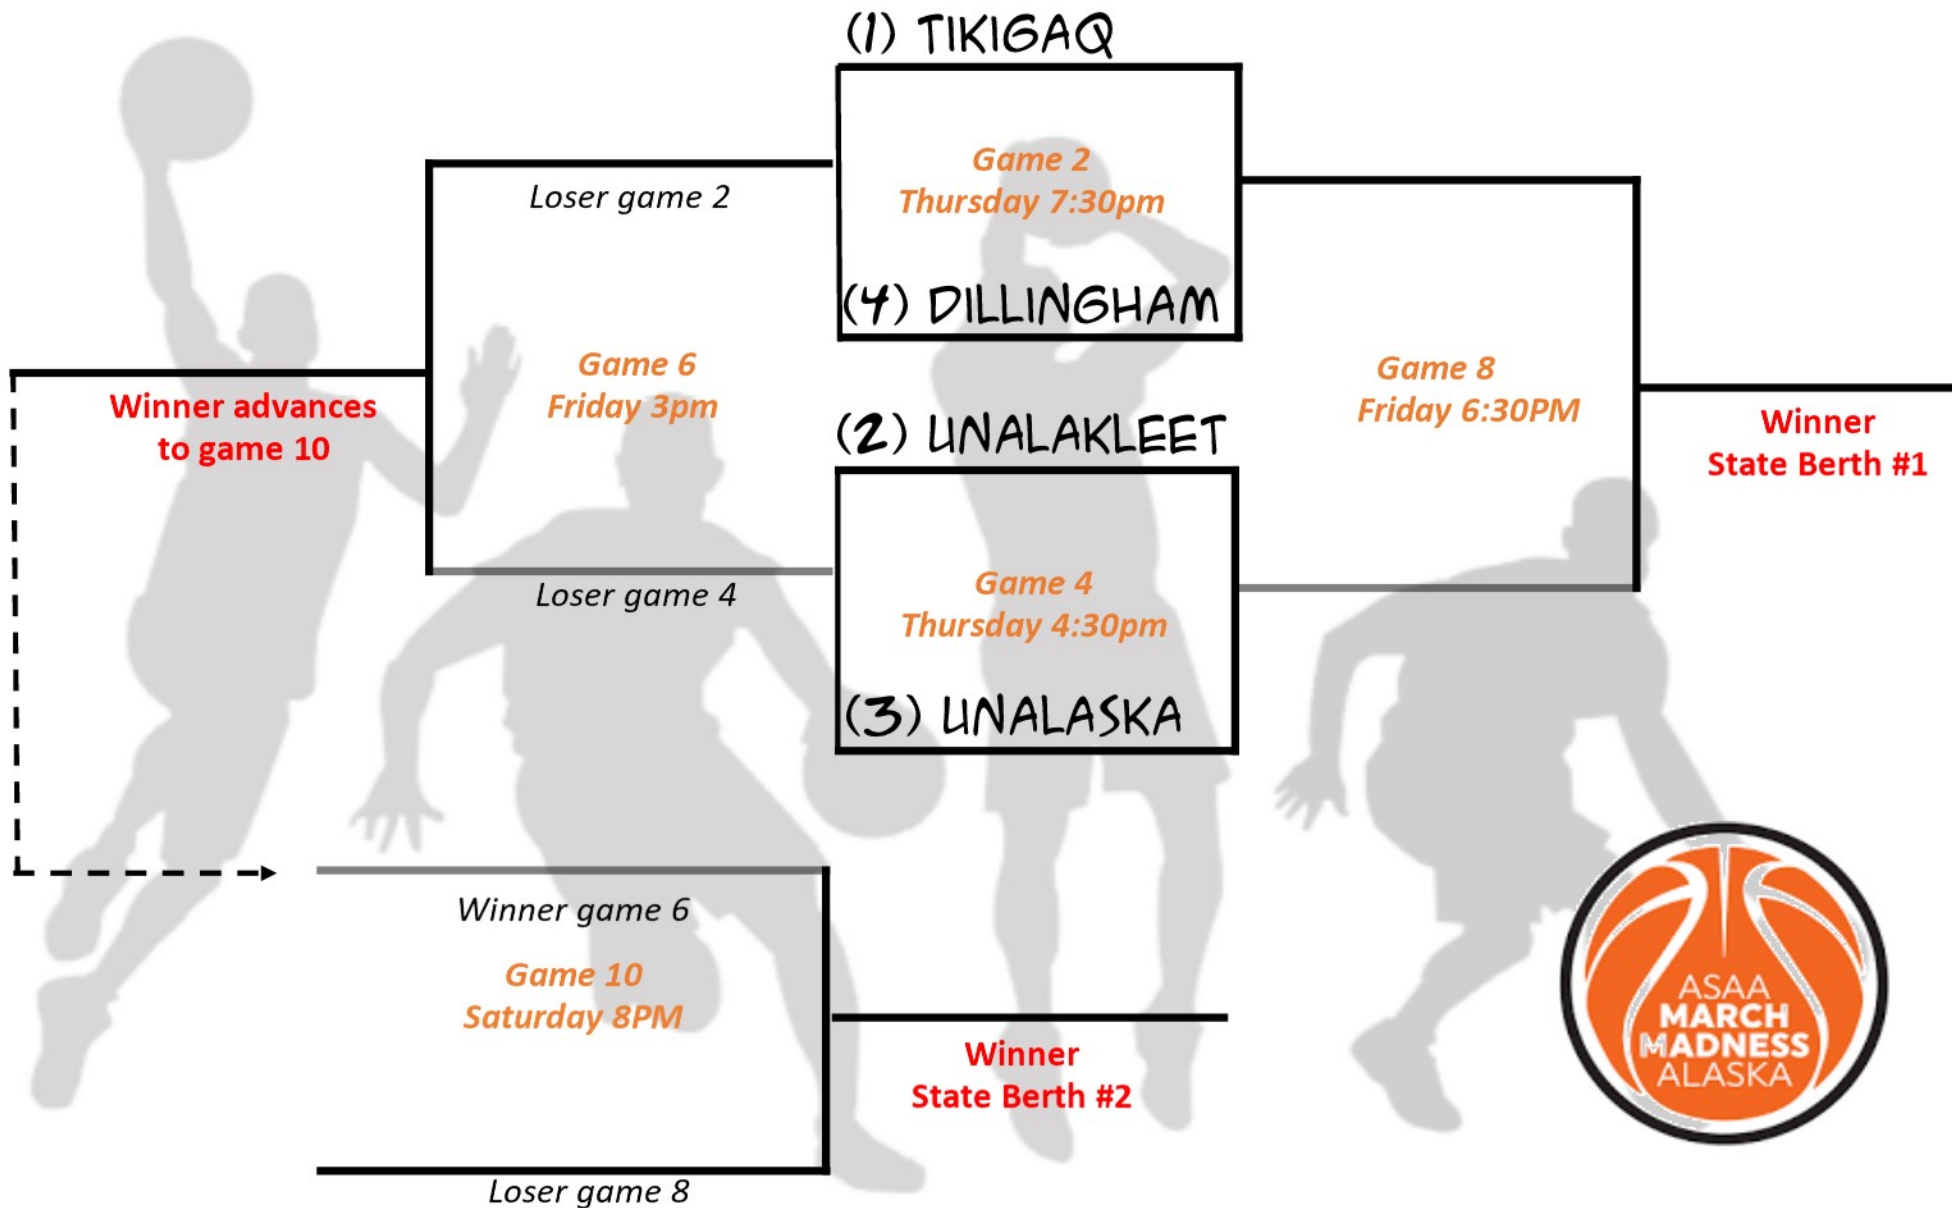 (1) TIKIGAQ
Game 2
Thursday 7:30pm
Loser game 2
(4) DILLINGHAM
Game 6
Friday 3pm
Game 8
Friday 6:30PM
Winner advances
to game 10
(2) UNALAKLEET
Winner
State Berth #1
Loser game 4
Game 4
Thursday 4:30pm
(3) UNALASKA
Winner game 6
Game 10
Saturday 8PM
Winner
State Berth #2
Loser game 8
ASAA
MARCH
MADNESS
ALASKA